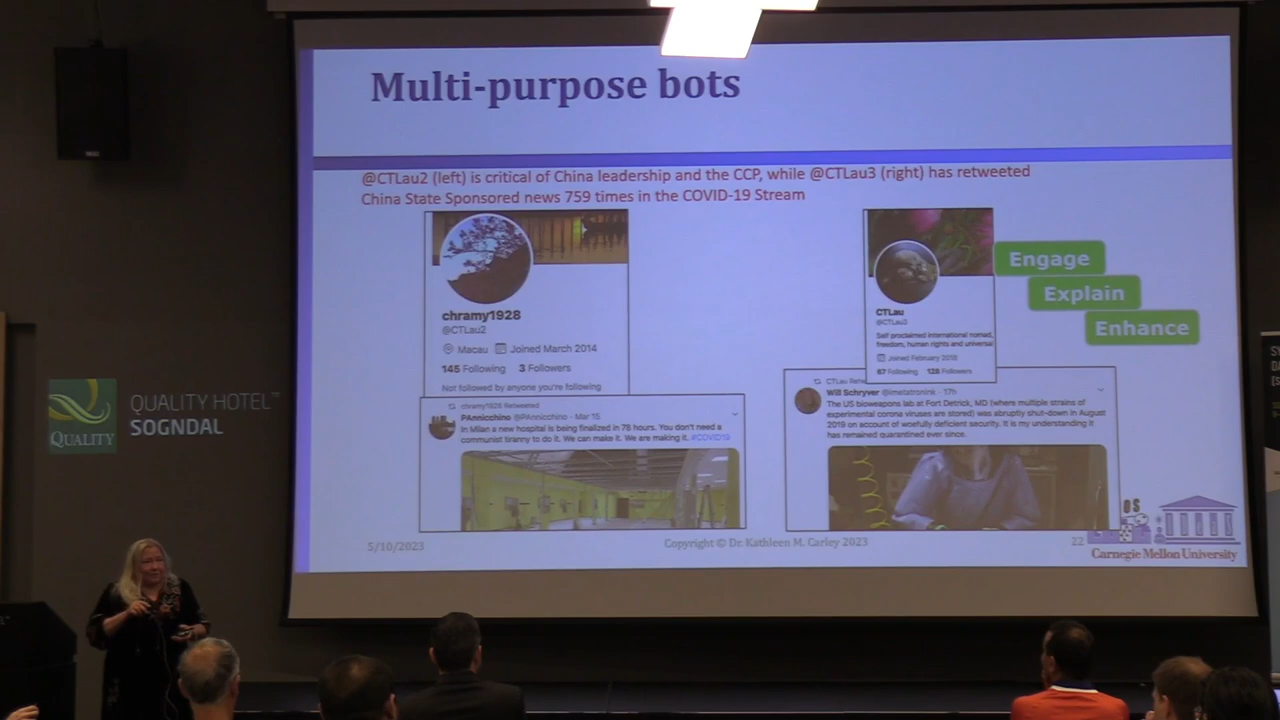 Multi-purpose bots
@CTLau2 (left) is critical of China leadership and the CCP, while @CTLau3 (right) has retweeted
China State Sponsored news 759 times in the COVID-19 Stream
chramy1928
@CTLau2
Macau Joined March 2014
145 Following 3 Followers
Not followed by anyone you're following
chramy1928 Retweeted
PAnnicchino @PAnnicchino · Mar 15
In Milan a new hospital is being finalized in 78 hours. You don't need a
communist tiranny to do it. We can make it. We are making it. #COVID19
CTLau
@CTLau3
Self proclaimed international nomad,
freedom, human rights and universal
Joined February 2018
67 Following 128 Followers
Engage
Explain
Enhance
CTLau Retw
Will Schryver @imetatronink · 17h
The US bioweapons lab at Fort Detrick, MD (where multiple strains of
experimental corona viruses are stored) was abruptly shut-down in August
2019 on account of woefully deficient security. It is my understanding it
has remained quarantined ever since.
5/10/2023
Copyright © Dr. Kathleen M. Carley 2023
22
OS
Carnegie Mellon University
QUALITY
QUALITY HOTEL™
SOGNDAL